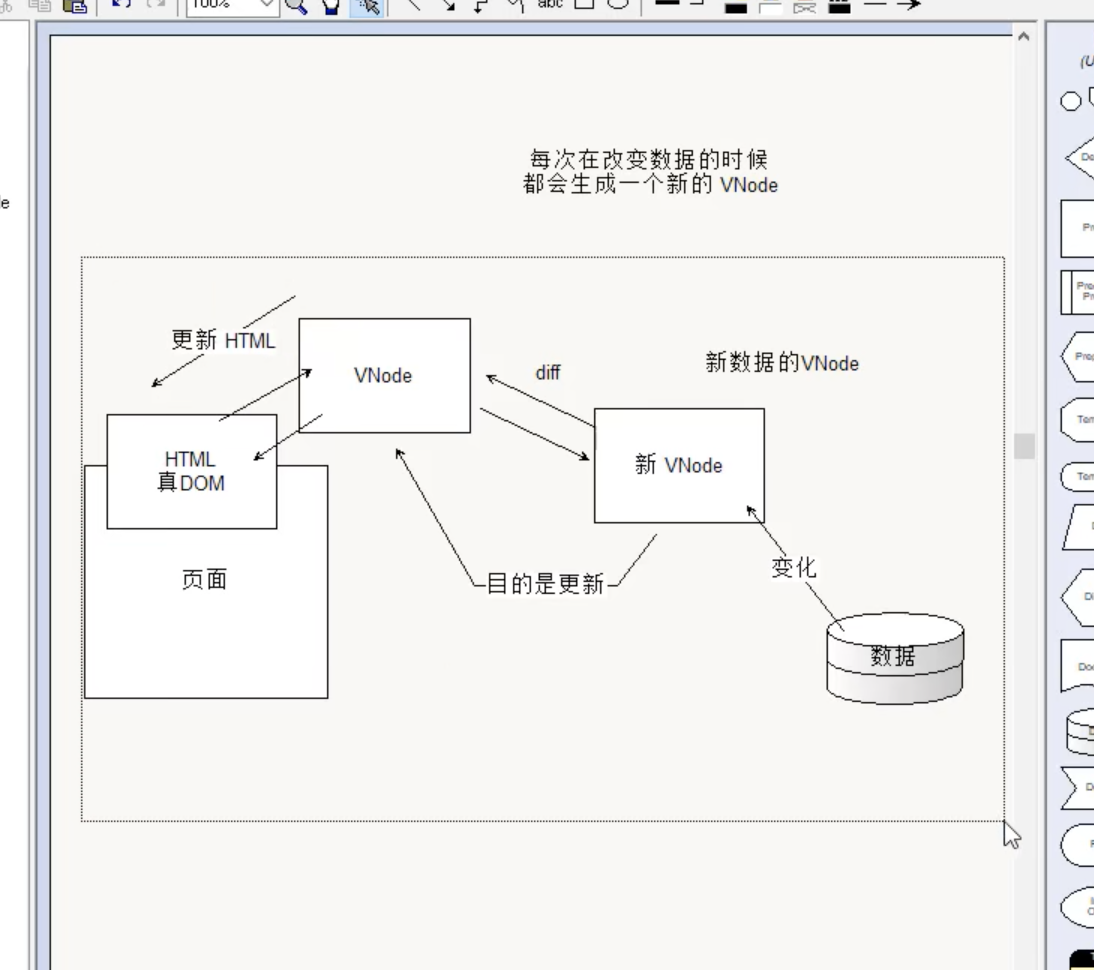 100%
abc
每次在改变数据的时候
都会生成一个新的 VNode
更新 HTML
VNode
diff
新数据的VNode
HTML
真DOM
新 VNode
页面
目的是更新
变化
数据